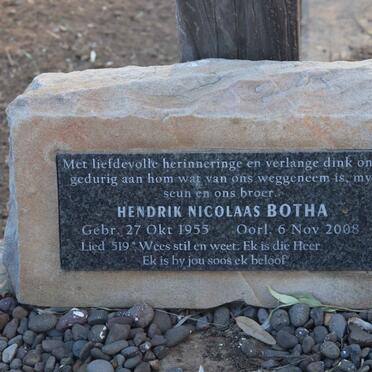 Met liefdevolle herinneringe en verlange dink on
gedurig aan hom wat van ons weggeneem is, my
seun en ons broer.
HENDRIK NICOLAAS BOTHA
Gebr. 27 Okt 1955 Oorl, 6 Nov 2008
Lied 519 "Wees stil en weet: Ek is die Heer
Ek is by jou soos ek beloof"